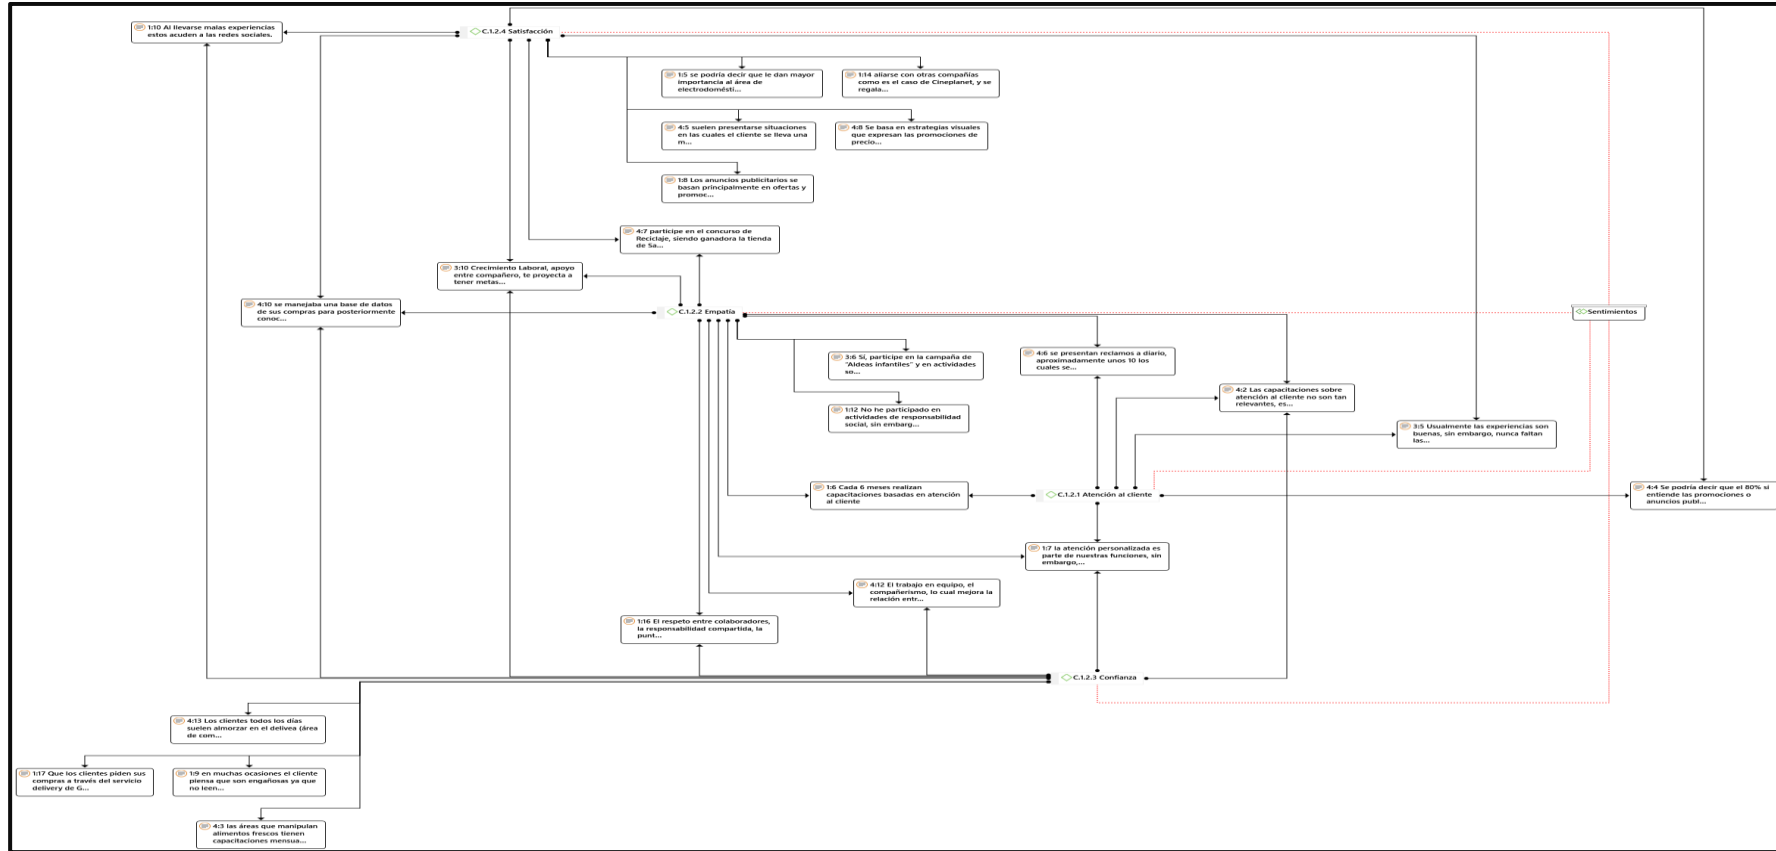 1:10 Al llevarse malas experiencias
estos acuden a las redes sociales.
C.1.2.4 Satisfacción
1:5 se podría decir que le dan mayor
importancia al área de
electrodomésti...
1:14 aliarse con otras compañías
como es el caso de Cineplanet, y se
regala...
4:5 suelen presentarse situaciones
en las cuales el cliente se lleva una
m...
4:8 Se basa en estrategias visuales
que expresan las promociones de
precio...
1:8 Los anuncios publicitarios se
basan principalmente en ofertas y
promoc...
4:7 participe en el concurso de
Reciclaje, siendo ganadora la tienda
de Sa...
3:10 Crecimiento Laboral, apoyo
entre compañero, te proyecta a
tener metas...
4:10 se manejaba una base de datos
de sus compras para posteriormente
conoc...
C.1.2.2 Empatía
Sentimientos
3:6 Sí, participe en la campaña de
"Aldeas infantiles" y en actividades
so...
4:6 se presentan reclamos a diario,
aproximadamente unos 10 los
cuales se...
4:2 Las capacitaciones sobre
atención al cliente no son tan
relevantes, es...
1:12 No he participado en
actividades de responsabilidad
social, sin embarg...
3:5 Usualmente las experiencias son
buenas, sin embargo, nunca faltan
las...
1:6 Cada 6 meses realizan
capacitaciones basadas en atención
al cliente
C.1.2.1 Atención al cliente
4:4 Se podría decir que el 80% si
entiende las promociones o
anuncios publ...
1:7 la atención personalizada es
parte de nuestras funciones, sin
embargo,...
4:12 El trabajo en equipo, el
compañerismo, lo cual mejora la
relación entr...
1:16 El respeto entre colaboradores,
la responsabilidad compartida, la
punt...
C.1.2.3 Confianza
4:13 Los clientes todos los días
suelen almorzar en el delivea (área
de com...
1:17 Que los clientes piden sus
compras a través del servicio
delivery de G...
1:9 en muchas ocasiones el cliente
piensa que son engañosas ya que
no leen...
4:3 las áreas que manipulan
alimentos frescos tienen
capacitaciones mensua...